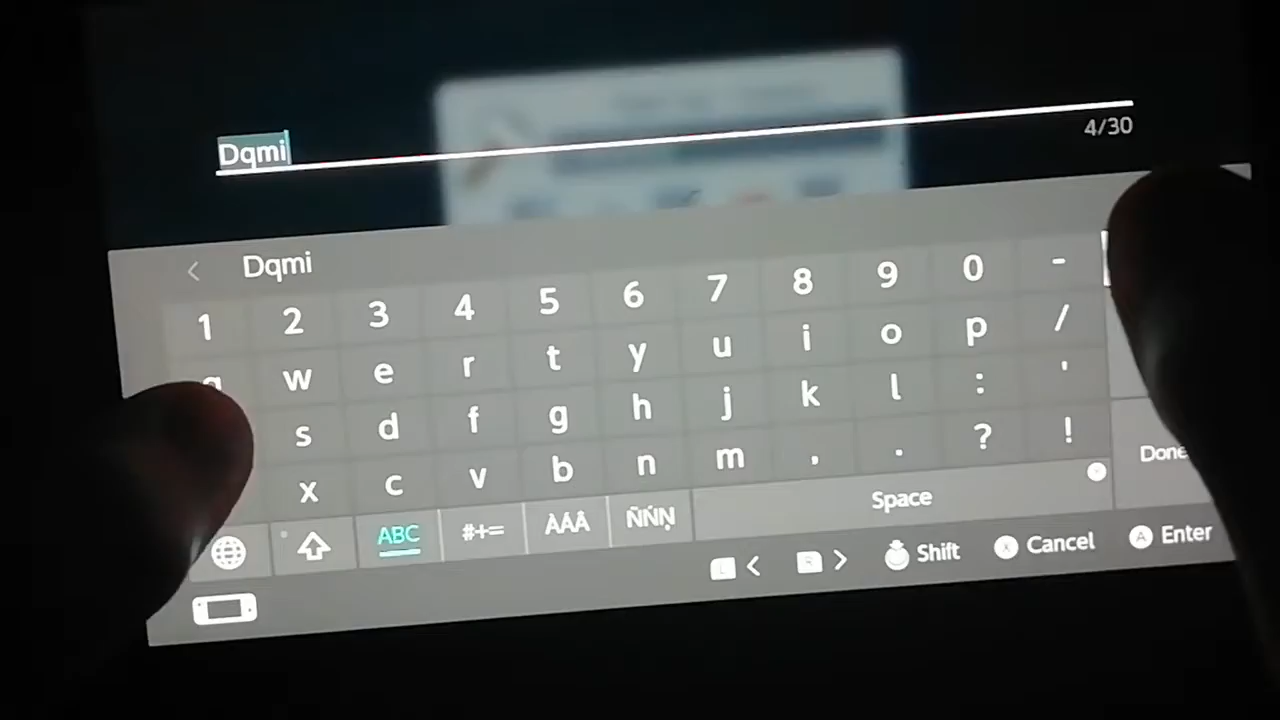 Dqmi
4/30
< Dqmi
1 2 3 4 5 6 7 8 9 0 -
q w e r t y u i o p /
s d f g h j k l : '
x c v b n m , . ? !
ABC #+= ÀÁÂ ÑŃŅ Space
Done
L < R > Shift X Cancel A Enter